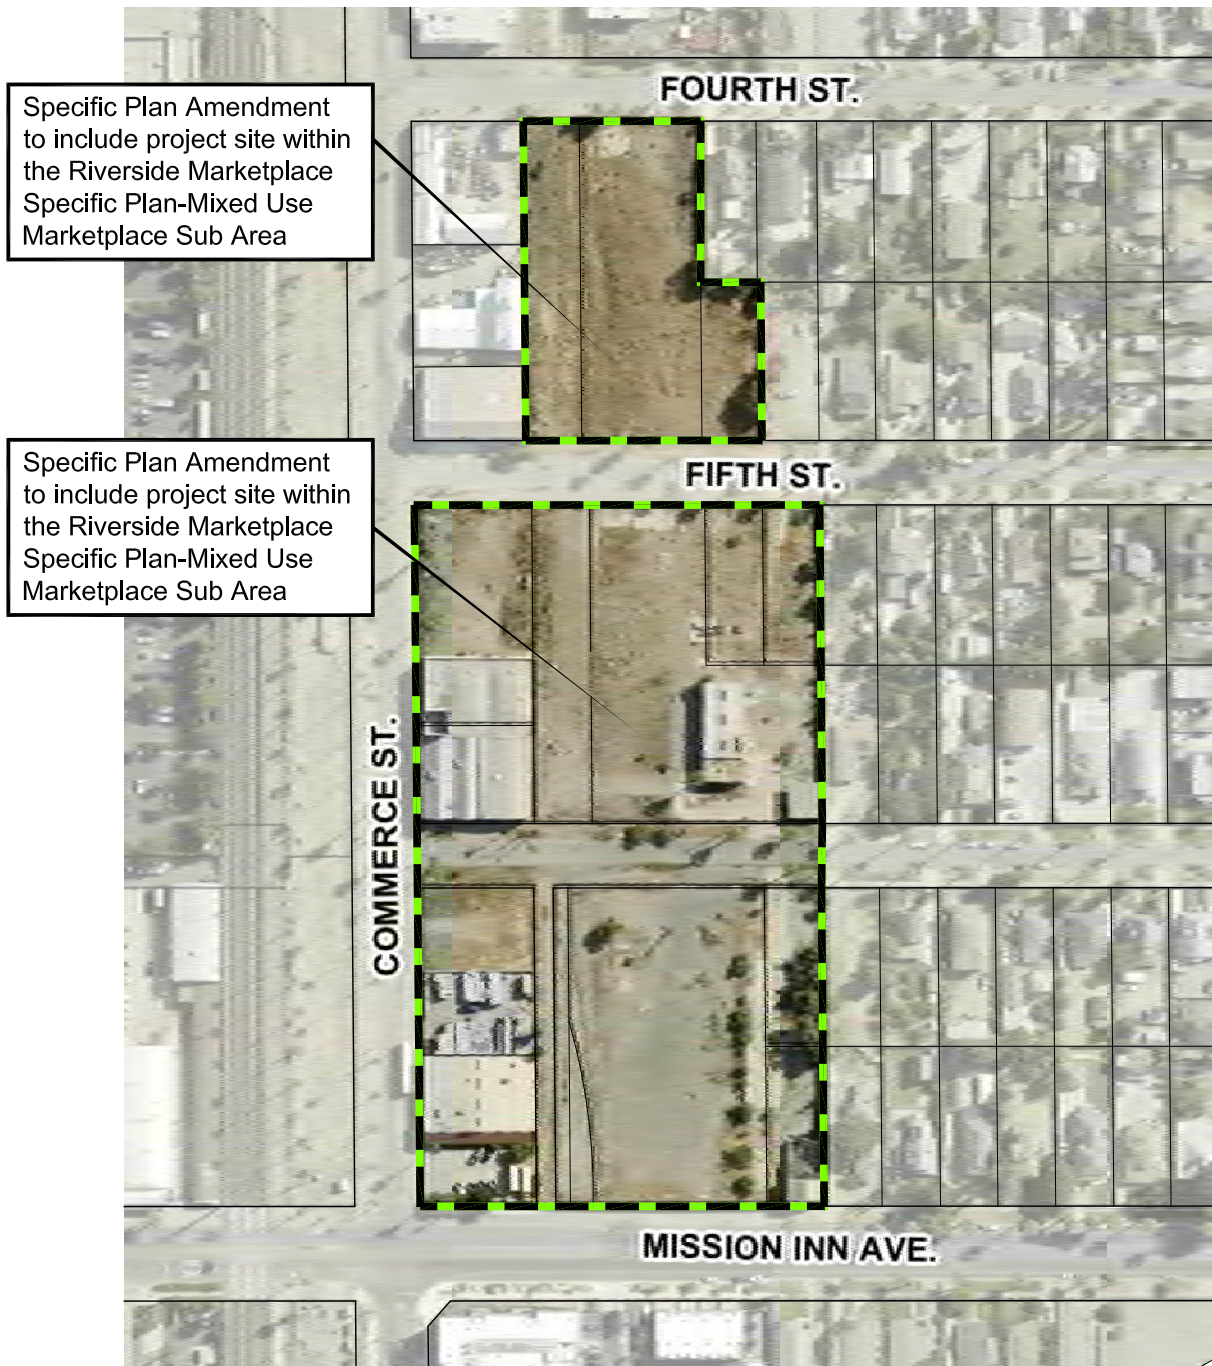 FOURTH ST.
Specific Plan Amendment
to include project site within
the Riverside Marketplace
Specific Plan-Mixed Use
Marketplace Sub Area
FIFTH ST.
Specific Plan Amendment
to include project site within
the Riverside Marketplace
Specific Plan-Mixed Use
Marketplace Sub Area
COMMERCE ST.
MISSION INN AVE.